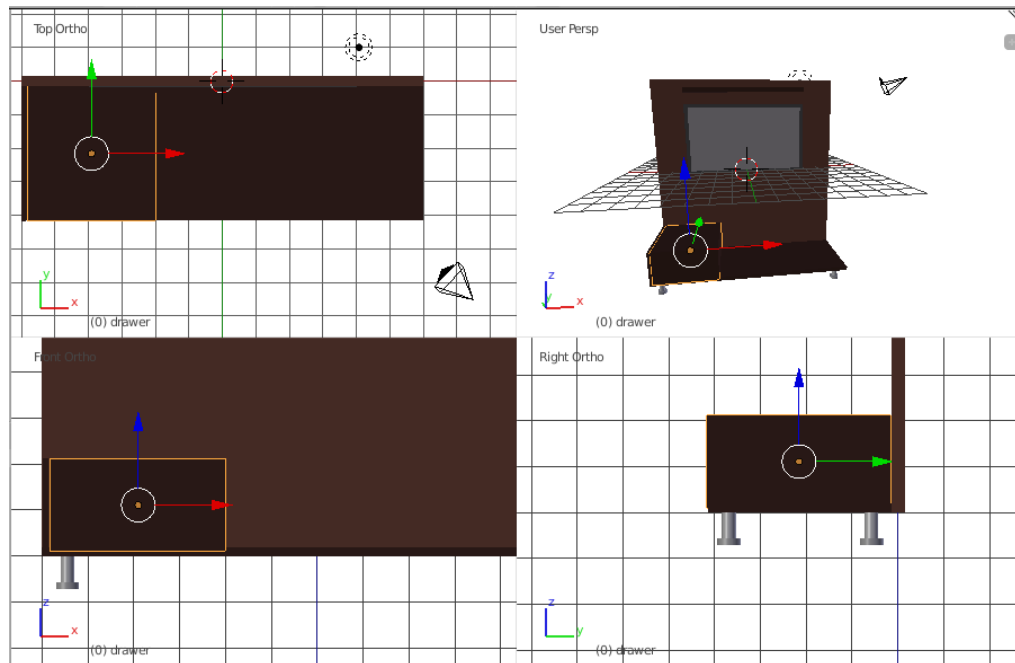 Top Ortho
y
x
(0) drawer
User Persp
z
y
x
(0) drawer
Front Ortho
z
x
(0) drawer
Right Ortho
z
y
(0) drawer